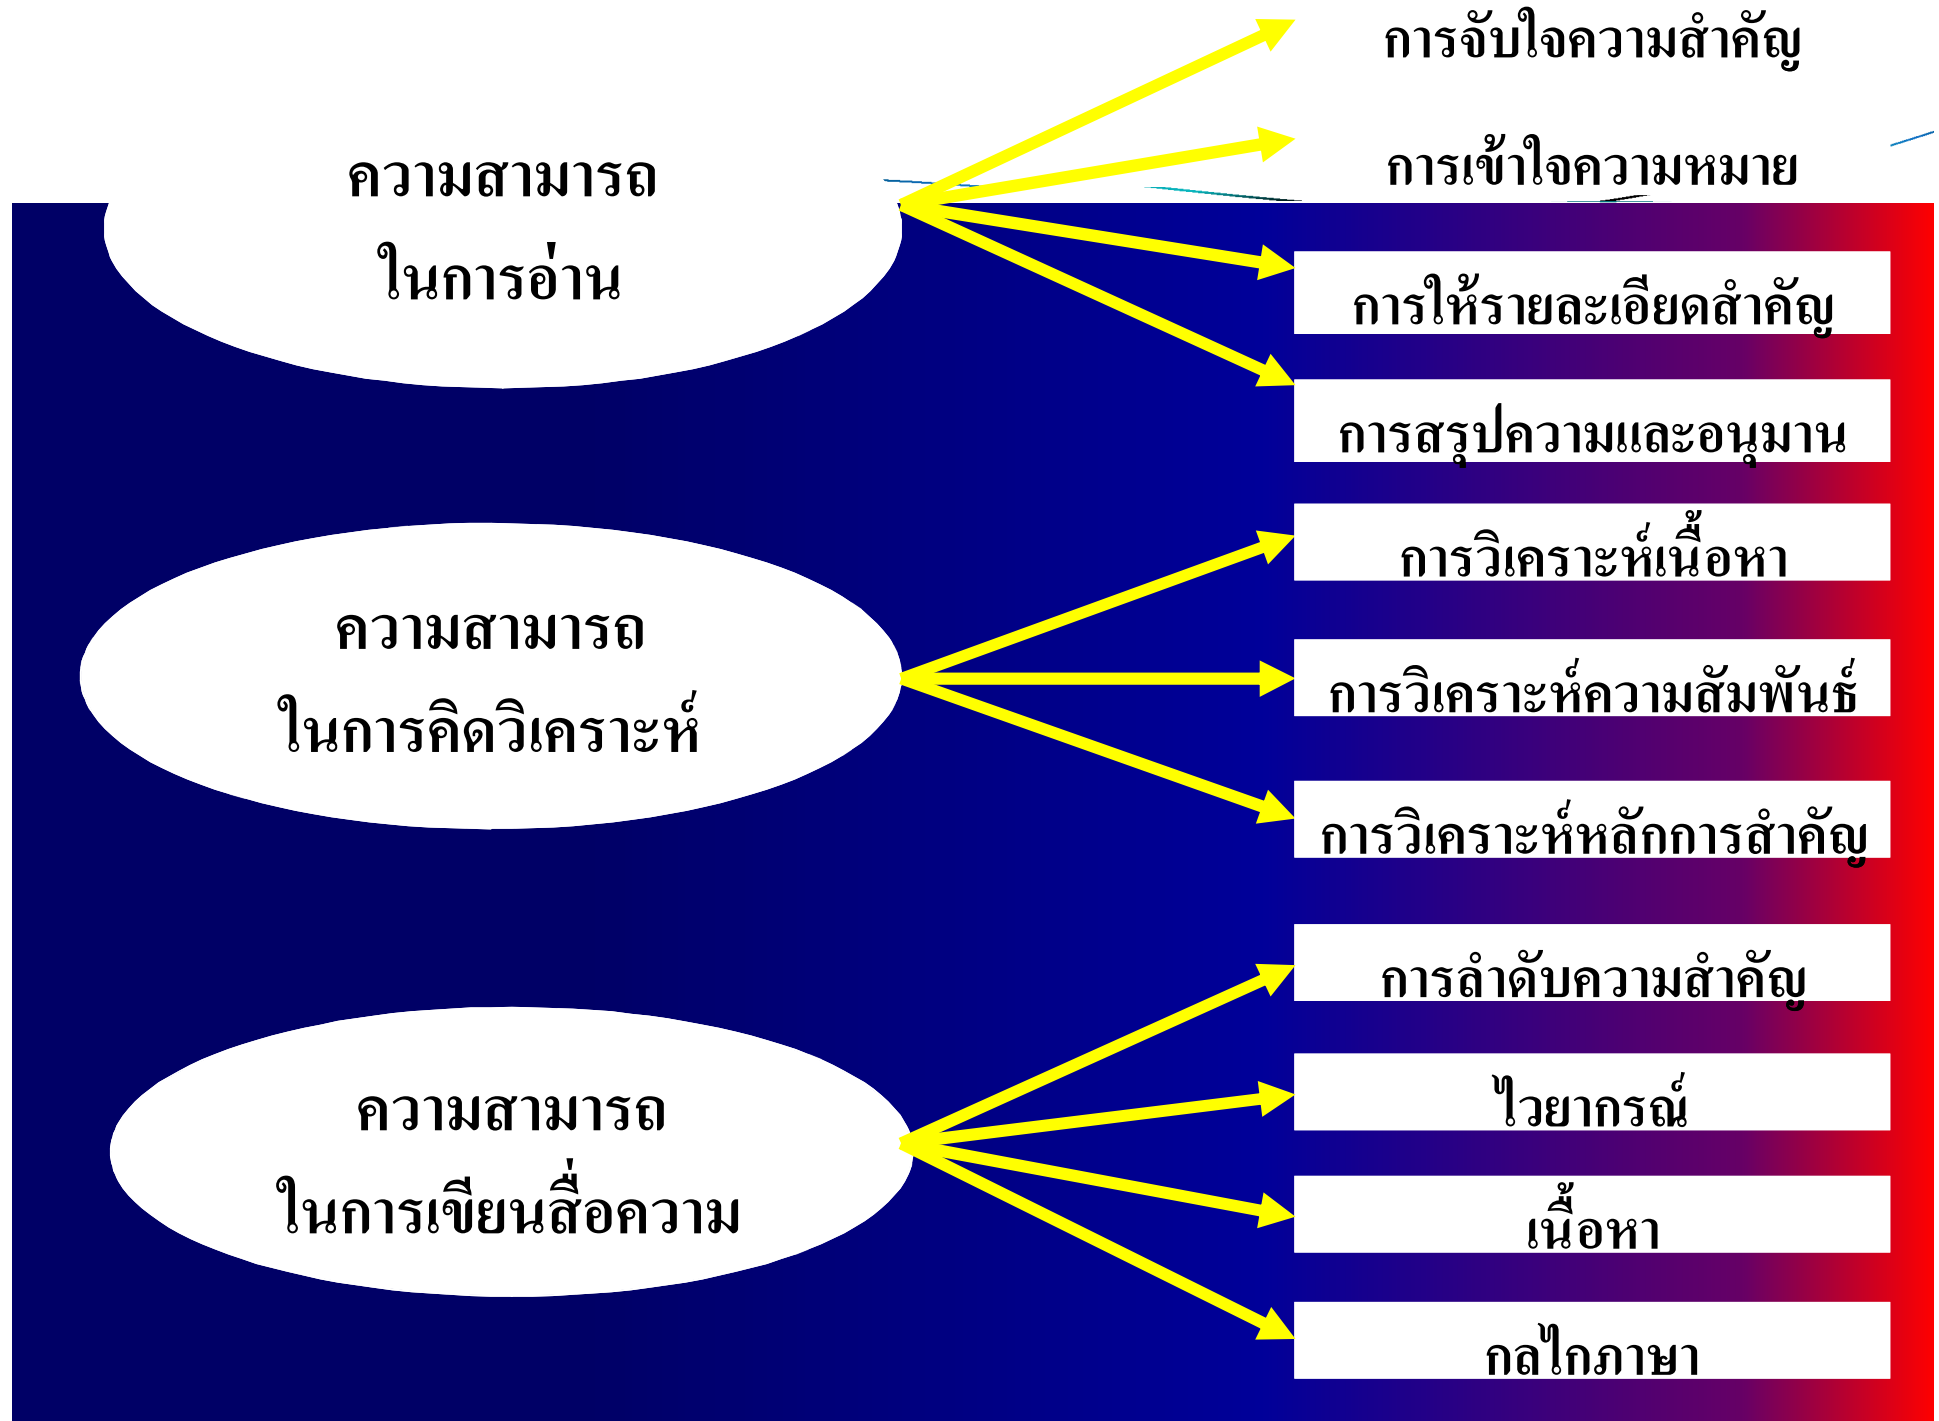 ความสามารถ
ในการอ่าน
การจับใจความสำคัญ
การเข้าใจความหมาย
การให้รายละเอียดสำคัญ
การสรุปความและอนุมาน
ความสามารถ
ในการคิดวิเคราะห์
การวิเคราะห์เนื้อหา
การวิเคราะห์ความสัมพันธ์
การวิเคราะห์หลักการสำคัญ
ความสามารถ
ในการเขียนสื่อความ
การลำดับความสำคัญ
ไวยากรณ์
เนื้อหา
กลไกภาษา